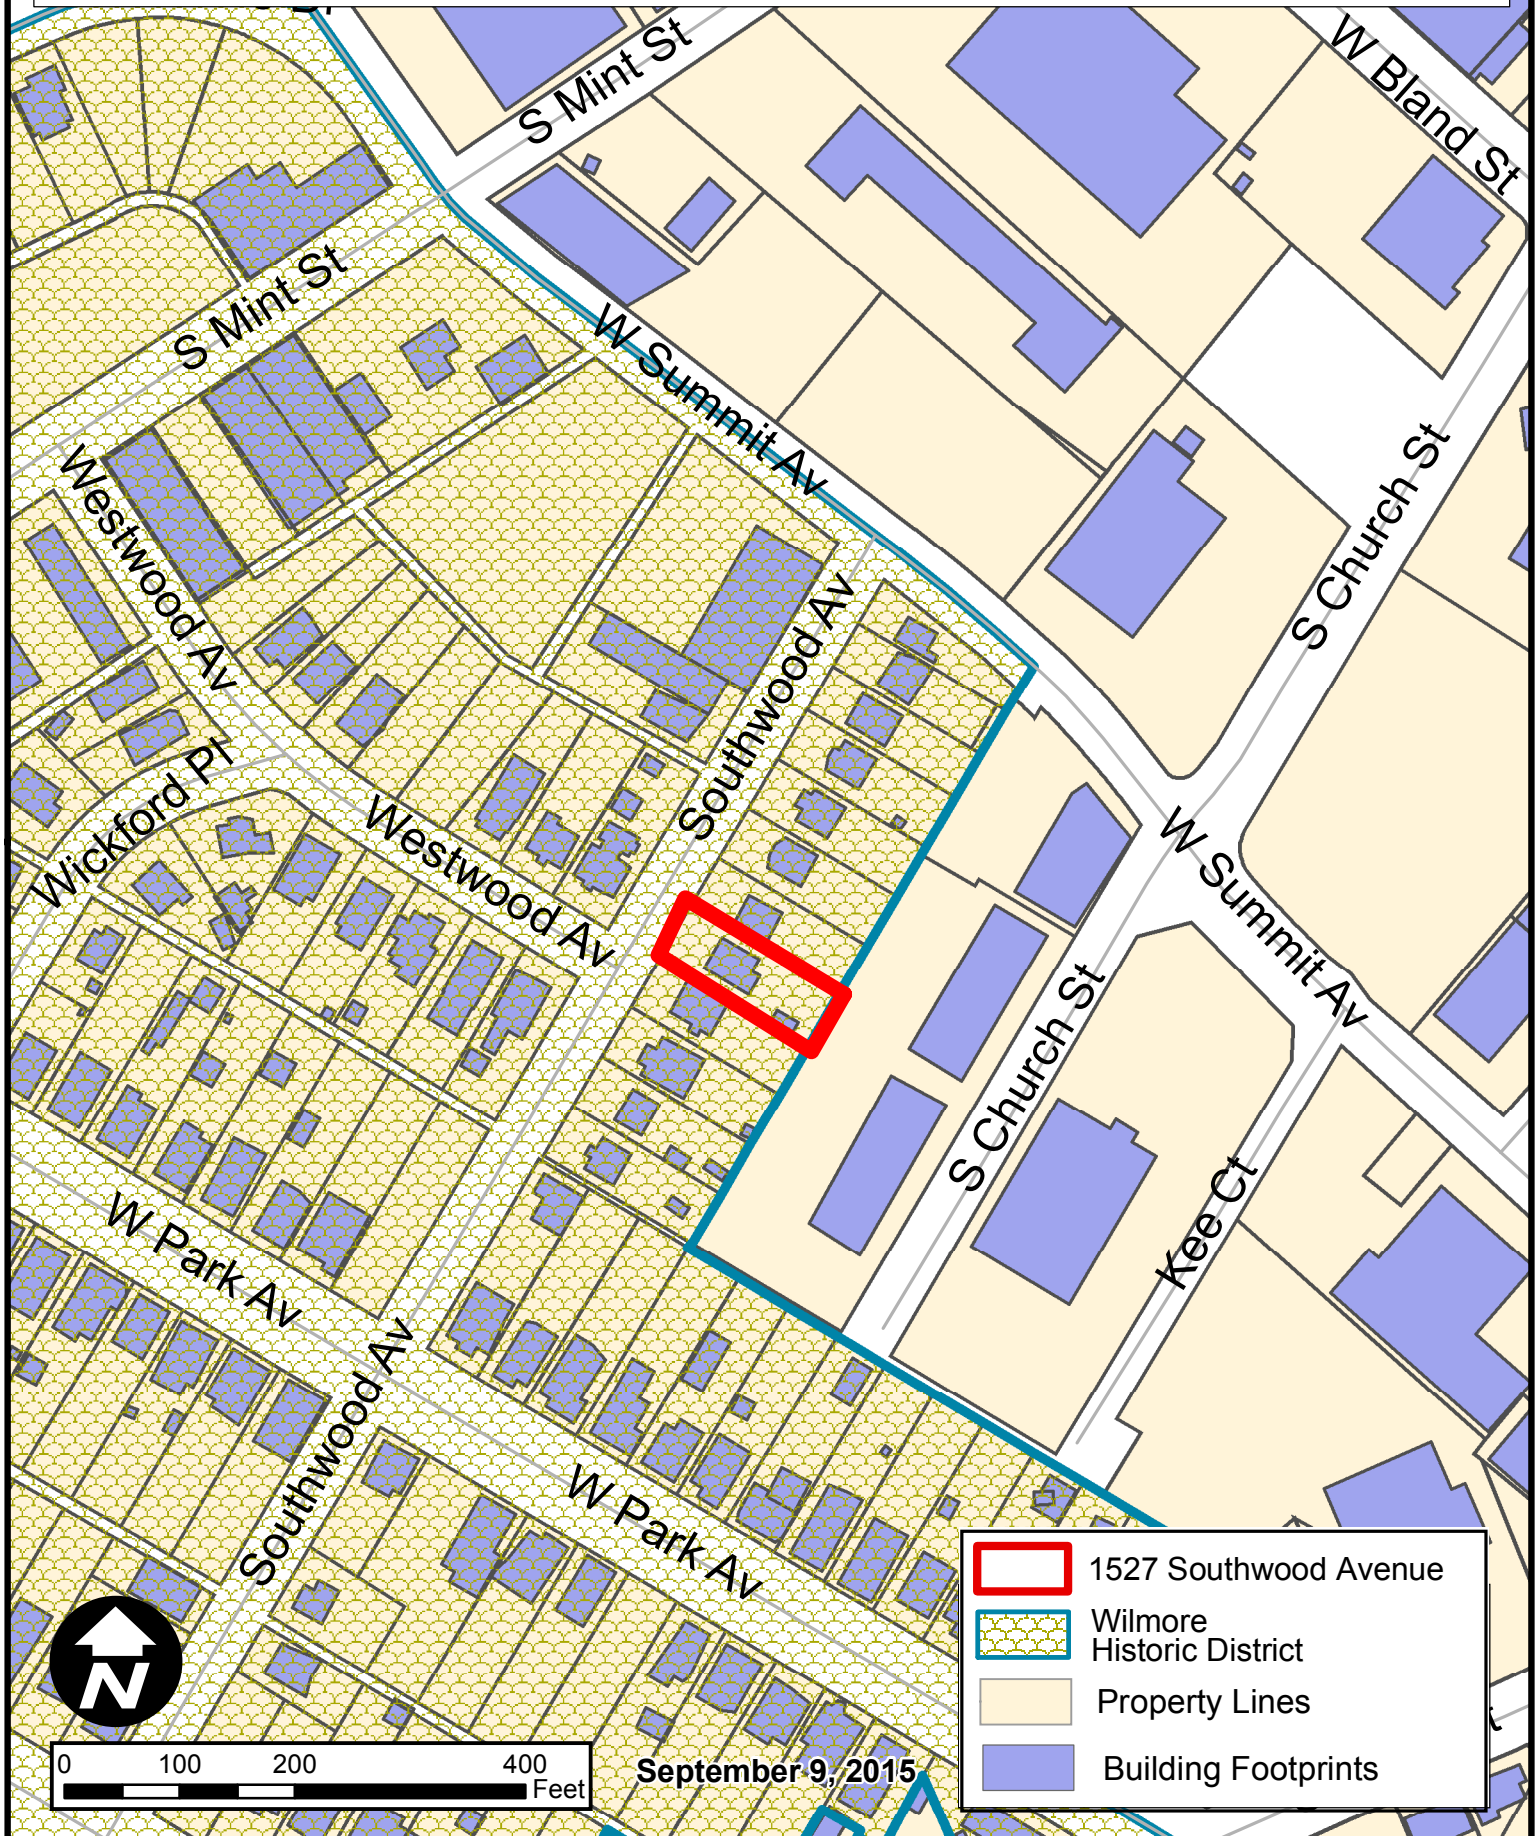 S Mint St
W Bland St
S Mint St
W Summit Av
Westwood Av
S Church St
Southwood Av
Wickford Pl
Westwood Av
W Summit Av
S Church St
Kee Ct
W Park Av
Southwood Av
W Park Av
1527 Southwood Avenue
Wilmore
Historic District
Property Lines
Building Footprints
N
0 100 200 400
Feet
September 9, 2015